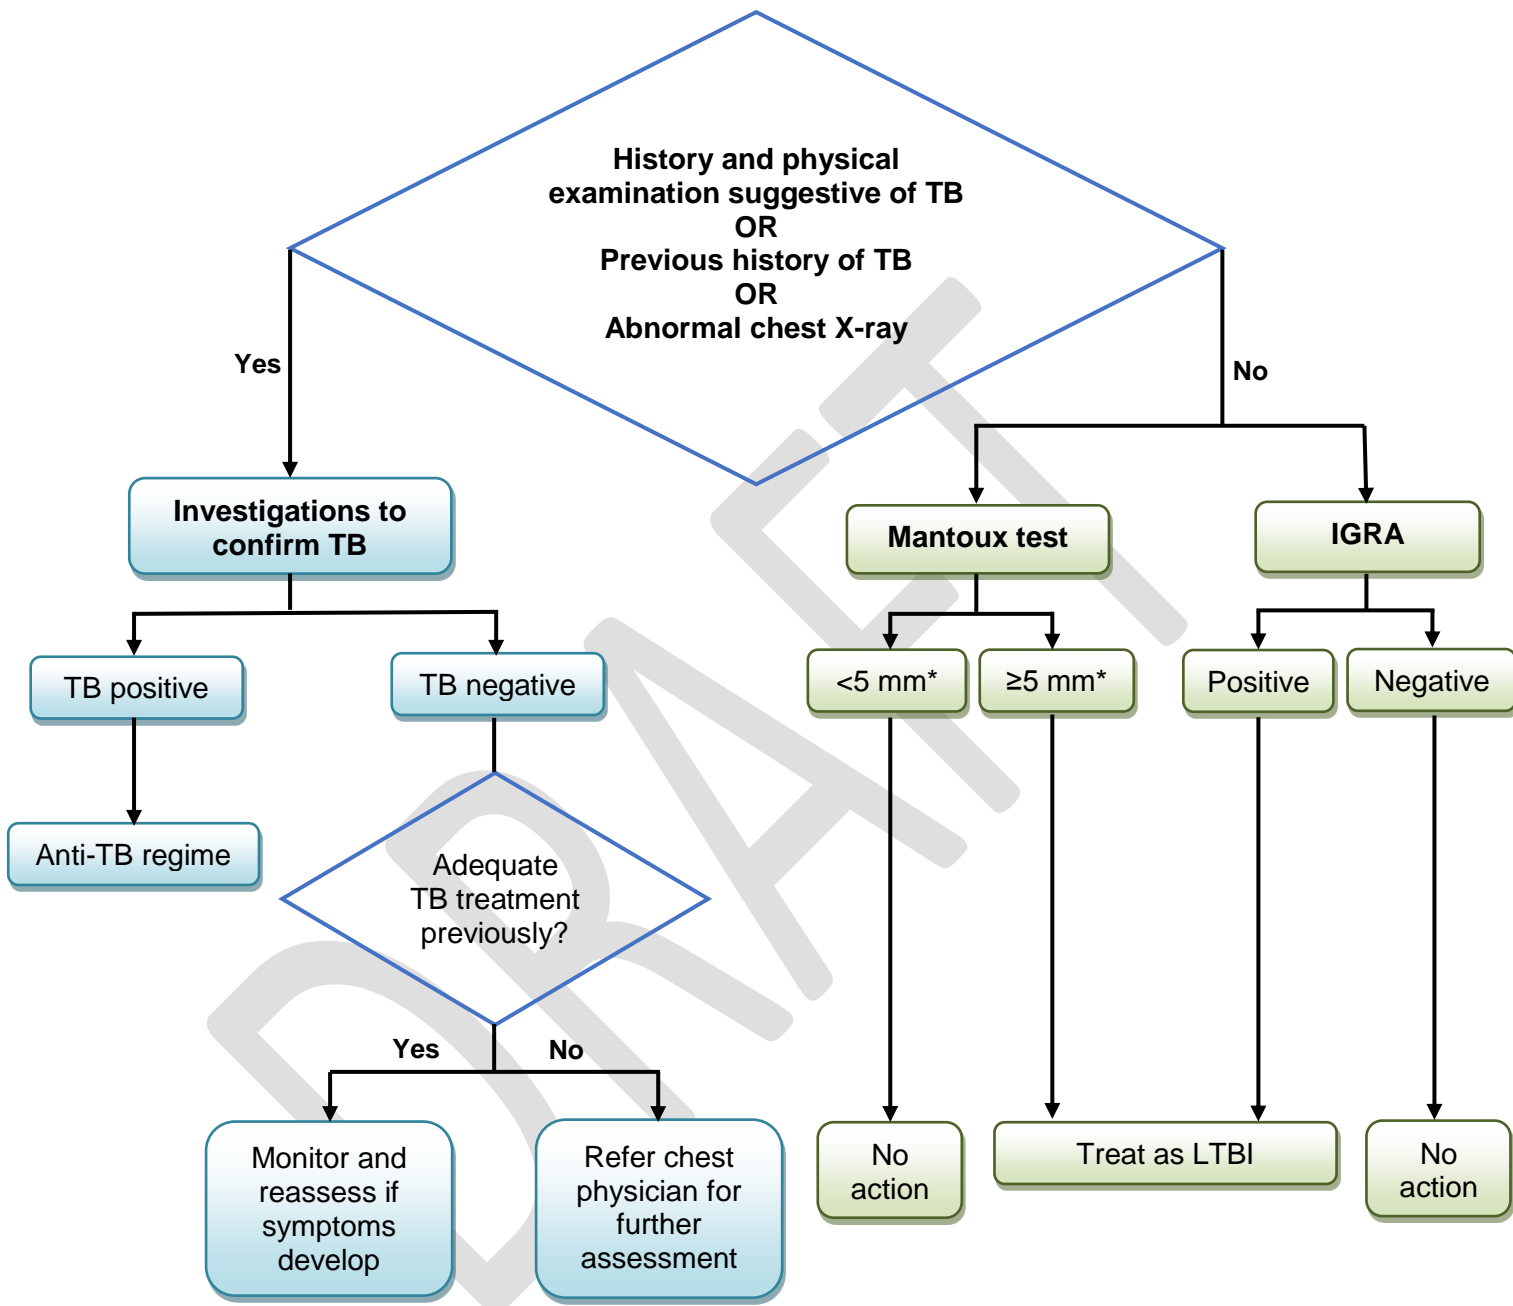 History and physical
examination suggestive of TB
OR
Previous history of TB
OR
Abnormal chest X-ray
Yes
No
Investigations to
confirm TB
Mantoux test
IGRA
TB positive
TB negative
<5 mm*
≥5 mm*
Positive
Negative
Anti-TB regime
Adequate
TB treatment
previously?
Yes
No
Monitor and
reassess if
symptoms
develop
Refer chest
physician for
further
assessment
No
action
Treat as LTBI
No
action
DRAFT